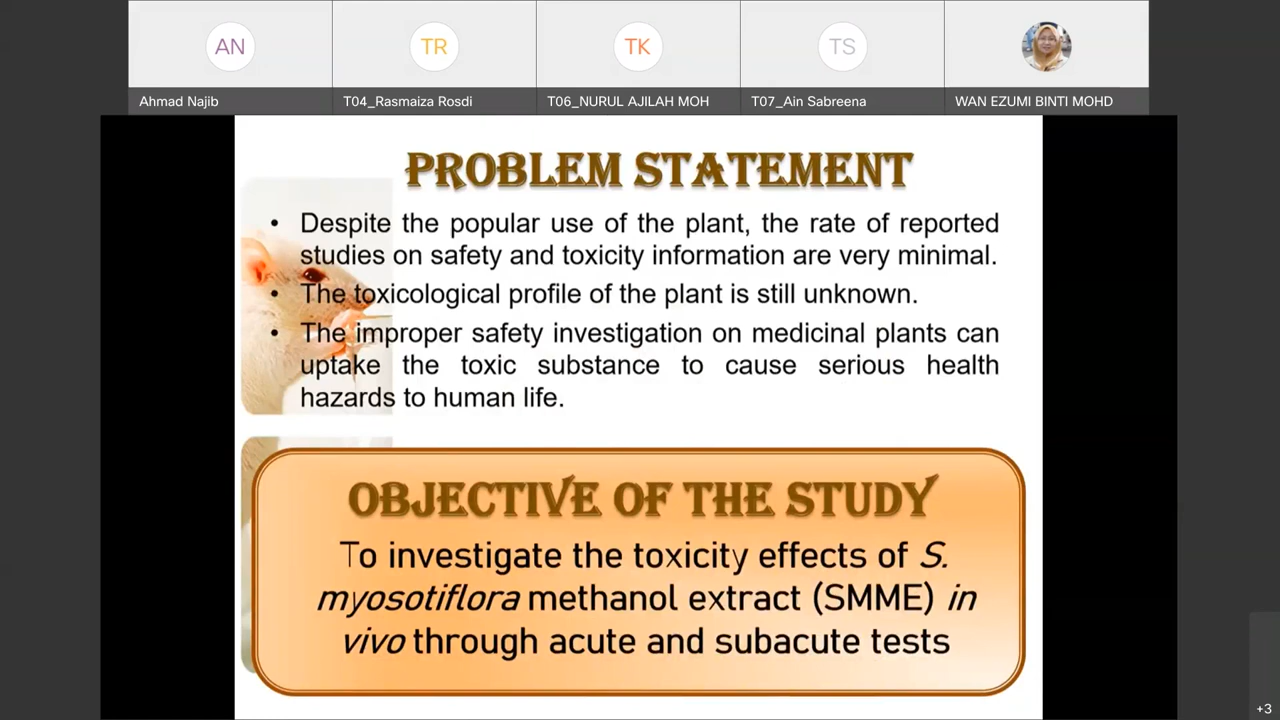 AN
TR
TK
TS
Ahmad Najib
T04_Rasmaiza Rosdi
T06_NURUL AJILAH MOH
T07_Ain Sabreena
WAN EZUMI BINTI MOHD
PROBLEM STATEMENT
• Despite the popular use of the plant, the rate of reported
studies on safety and toxicity information are very minimal.
• The toxicological profile of the plant is still unknown.
• The improper safety investigation on medicinal plants can
uptake the toxic substance to cause serious health
hazards to human life.
OBJECTIVE OF THE STUDY
To investigate the toxicity effects of S.
myosotiflora methanol extract (SMME) in
vivo through acute and subacute tests
+3